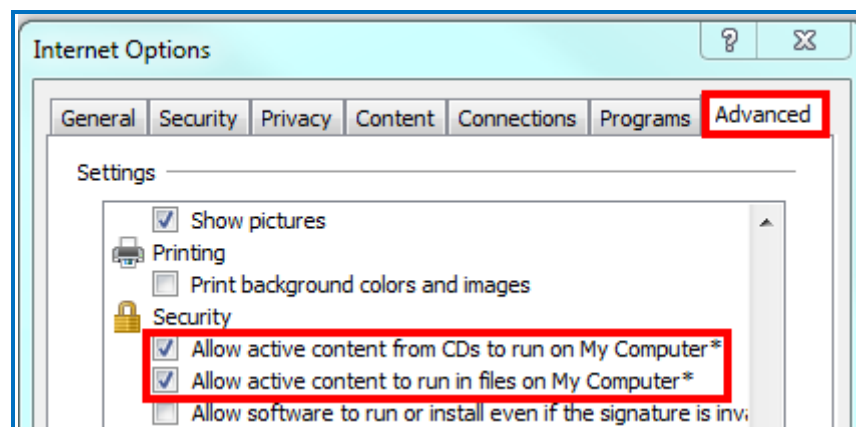 Internet Options
General Security Privacy Content Connections Programs Advanced
Settings
Show pictures
Printing
Print background colors and images
Security
Allow active content from CDs to run on My Computer*
Allow active content to run in files on My Computer*
Allow software to run or install even if the signature is